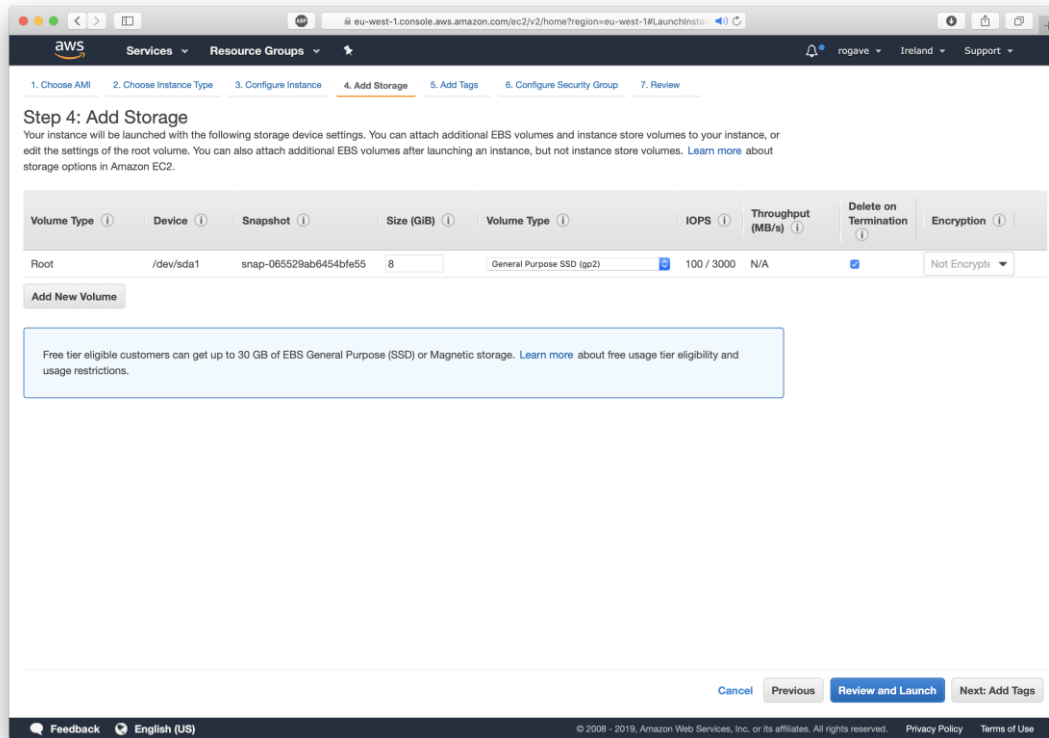 ABP
eu-west-1.console.aws.amazon.com/ec2/v2/home?region=eu-west-1#LaunchInsta
aws
Services
Resource Groups
rogave
Ireland
Support
1. Choose AMI
2. Choose Instance Type
3. Configure Instance
4. Add Storage
5. Add Tags
6. Configure Security Group
7. Review
Step 4: Add Storage
Your instance will be launched with the following storage device settings. You can attach additional EBS volumes and instance store volumes to your instance, or
edit the settings of the root volume. You can also attach additional EBS volumes after launching an instance, but not instance store volumes. Learn more about
storage options in Amazon EC2.
Volume Type
Device
Snapshot
Size (GiB)
Volume Type
IOPS
Throughput
(MB/s)
Delete on
Termination
Encryption
Root
/dev/sda1
snap-065529ab6454bfe55
8
General Purpose SSD (gp2)
100 / 3000
N/A
Not Encrypte
Add New Volume
Free tier eligible customers can get up to 30 GB of EBS General Purpose (SSD) or Magnetic storage. Learn more about free usage tier eligibility and
usage restrictions.
Cancel
Previous
Review and Launch
Next: Add Tags
Feedback
English (US)
© 2008 - 2019, Amazon Web Services, Inc. or its affiliates. All rights reserved.
Privacy Policy
Terms of Use